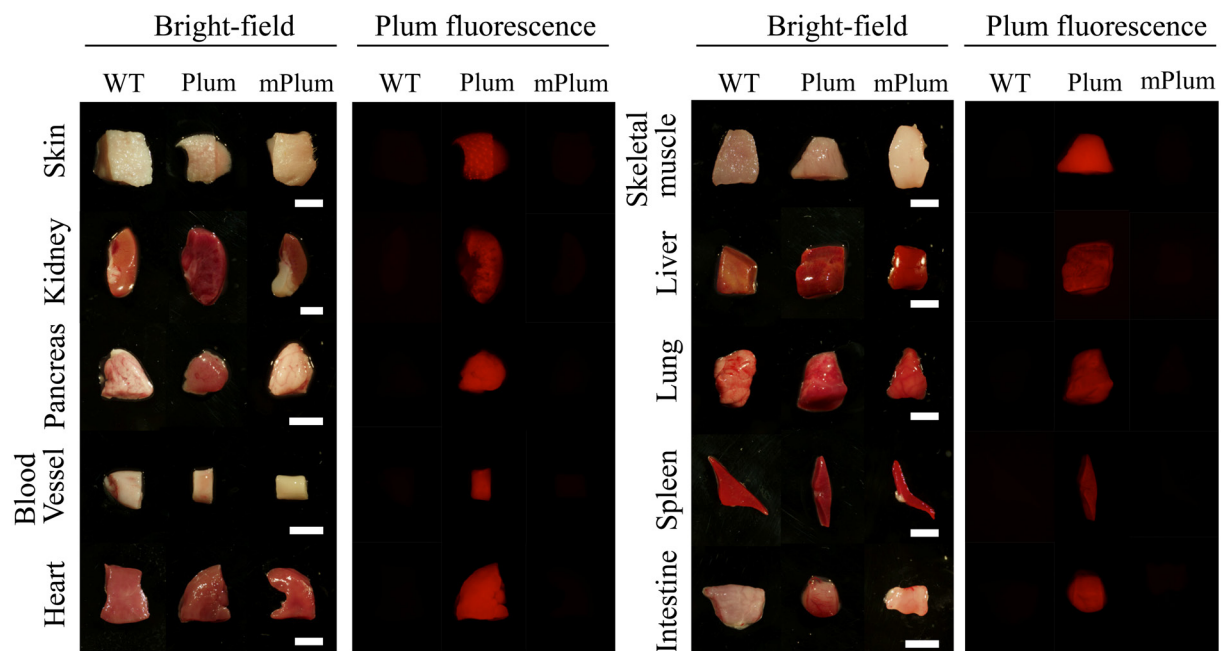 Bright-field
Plum fluorescence
WT Plum mPlum
WT Plum mPlum
Skin
Kidney
Pancreas
Blood
Vessel
Heart
Bright-field
Plum fluorescence
WT Plum mPlum
WT Plum mPlum
Skeletal
muscle
Liver
Lung
Spleen
Intestine